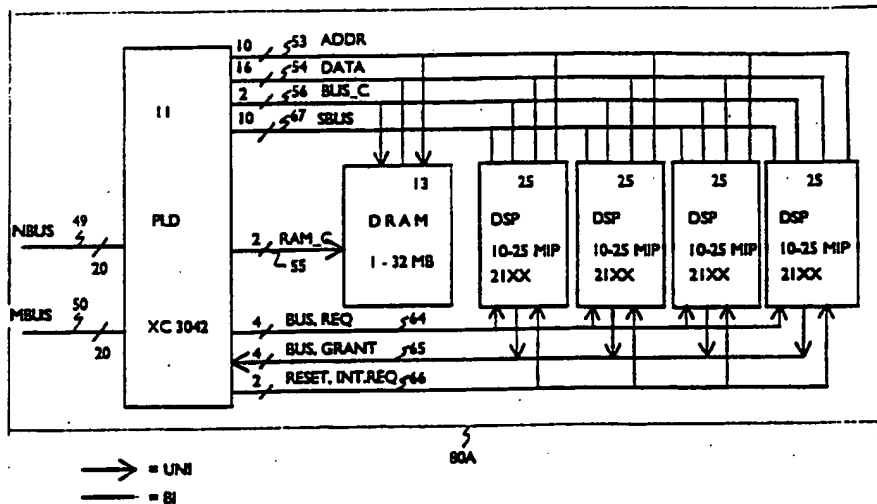 10 53 ADDR
16 54 DATA
2 56 BUS_C
10 67 SBUS
11
PLD
XC 3042
NBUS 49 20
MBUS 50 20
2 RAM_C 55
13
DRAM
1 - 32 MB
25
DSP
10-25 MIP
21XX
25
DSP
10-25 MIP
21XX
25
DSP
10-25 MIP
21XX
25
DSP
10-25 MIP
21XX
4 BUS, REQ 64
4 BUS, GRANT 65
2 RESET, INT.REQ 66
80A
= UNI
= BI